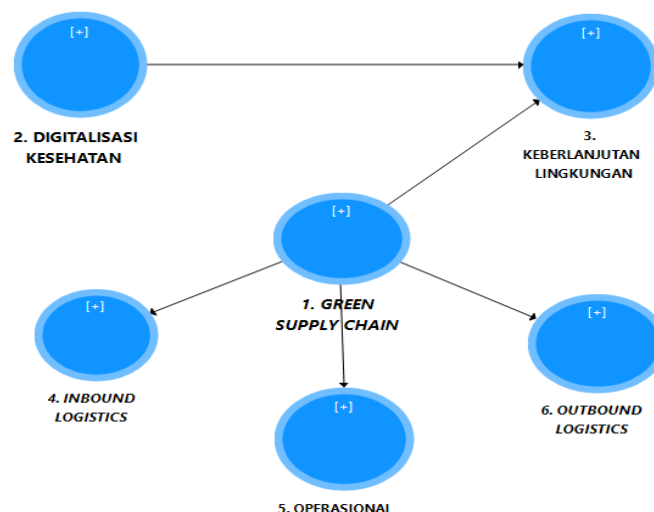 [+]
[+]
2. DIGITALISASI
KESEHATAN
3.
KEBERLANJUTAN
LINGKUNGAN
[+]
1. GREEN
SUPPLY CHAIN
[+]
4. INBOUND
LOGISTICS
[+]
6. OUTBOUND
LOGISTICS
[+]
5. OPERASIONAL